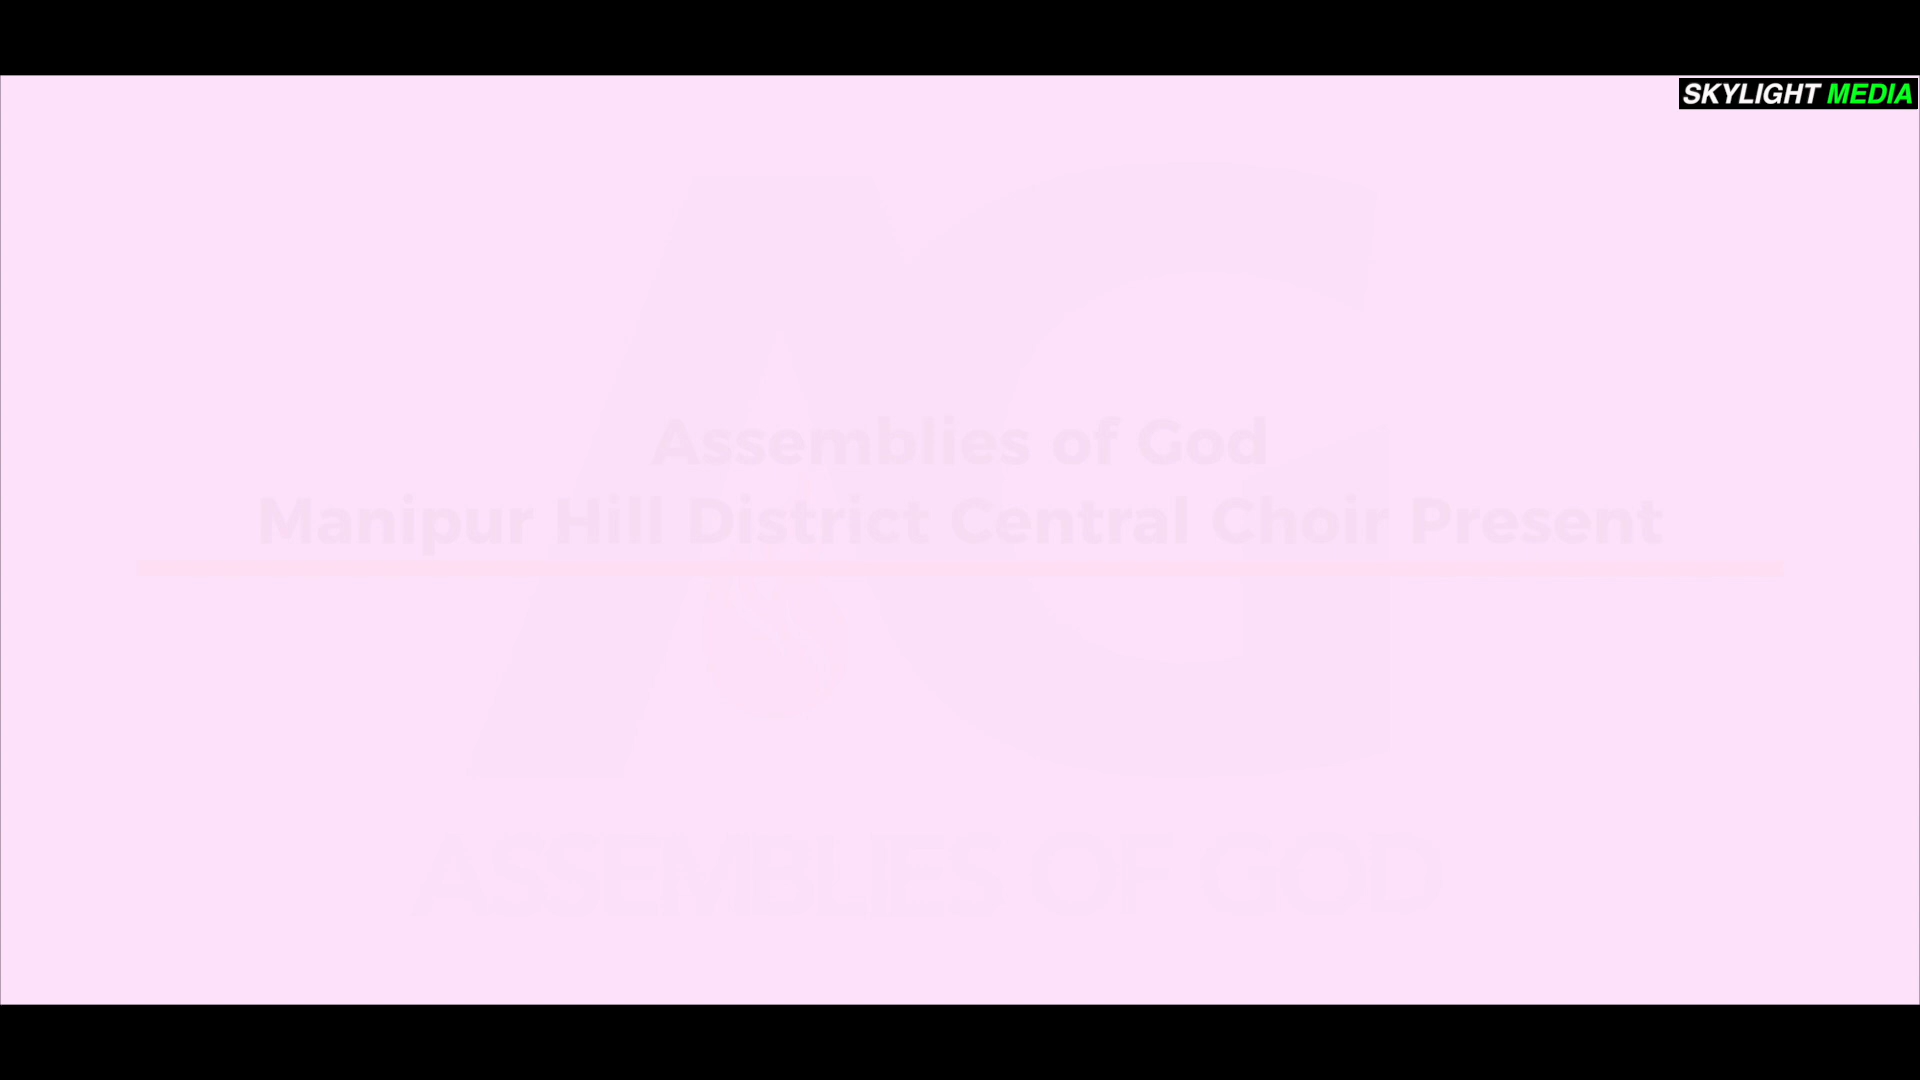 SKYLIGHT MEDIA
Assemblies of God
Manipur Hill District Central Choir Present
ASSEMBLIES OF GOD